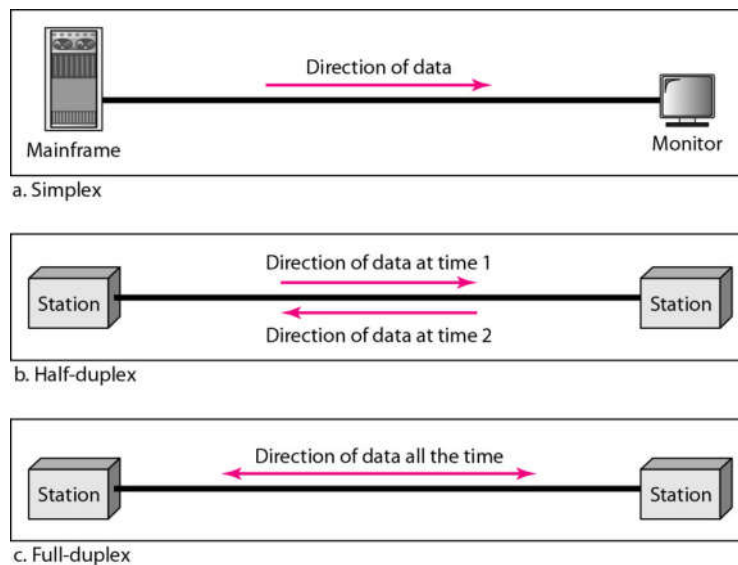 Direction of data
Mainframe
Monitor
a. Simplex
Direction of data at time 1
Station
Station
Direction of data at time 2
b. Half-duplex
Direction of data all the time
Station
Station
c. Full-duplex